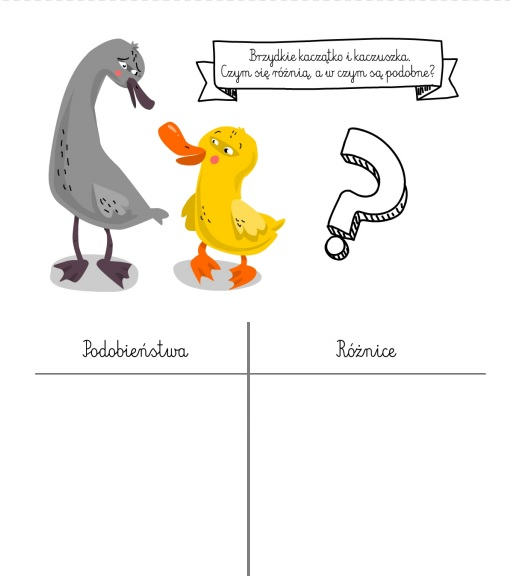 Brzydkie kaczątko i kaczuszka.
Czym się różnią, a w czym są podobne?
Podobieństwa
Różnice